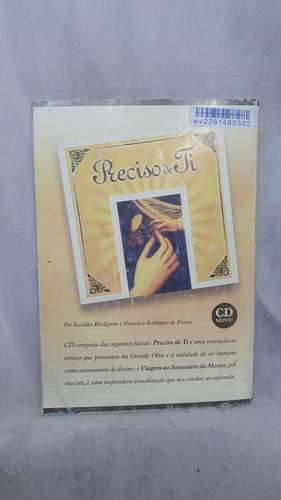 ev2281480382
Preciso de Ti
Por Euclides Bordignon e Francisco Rodrigues de Freitas
CD
NOVO!
CD composto das seguintes faixas: Preciso de Ti é uma exortação ao
serviço que prestamos na Grande Obra e à utilidade do ser humano
como instrumento do divino; e Viagem ao Santuário do Mestre, por
sua vez, é uma inspiradora visualização que nos conduz ao esplendor.